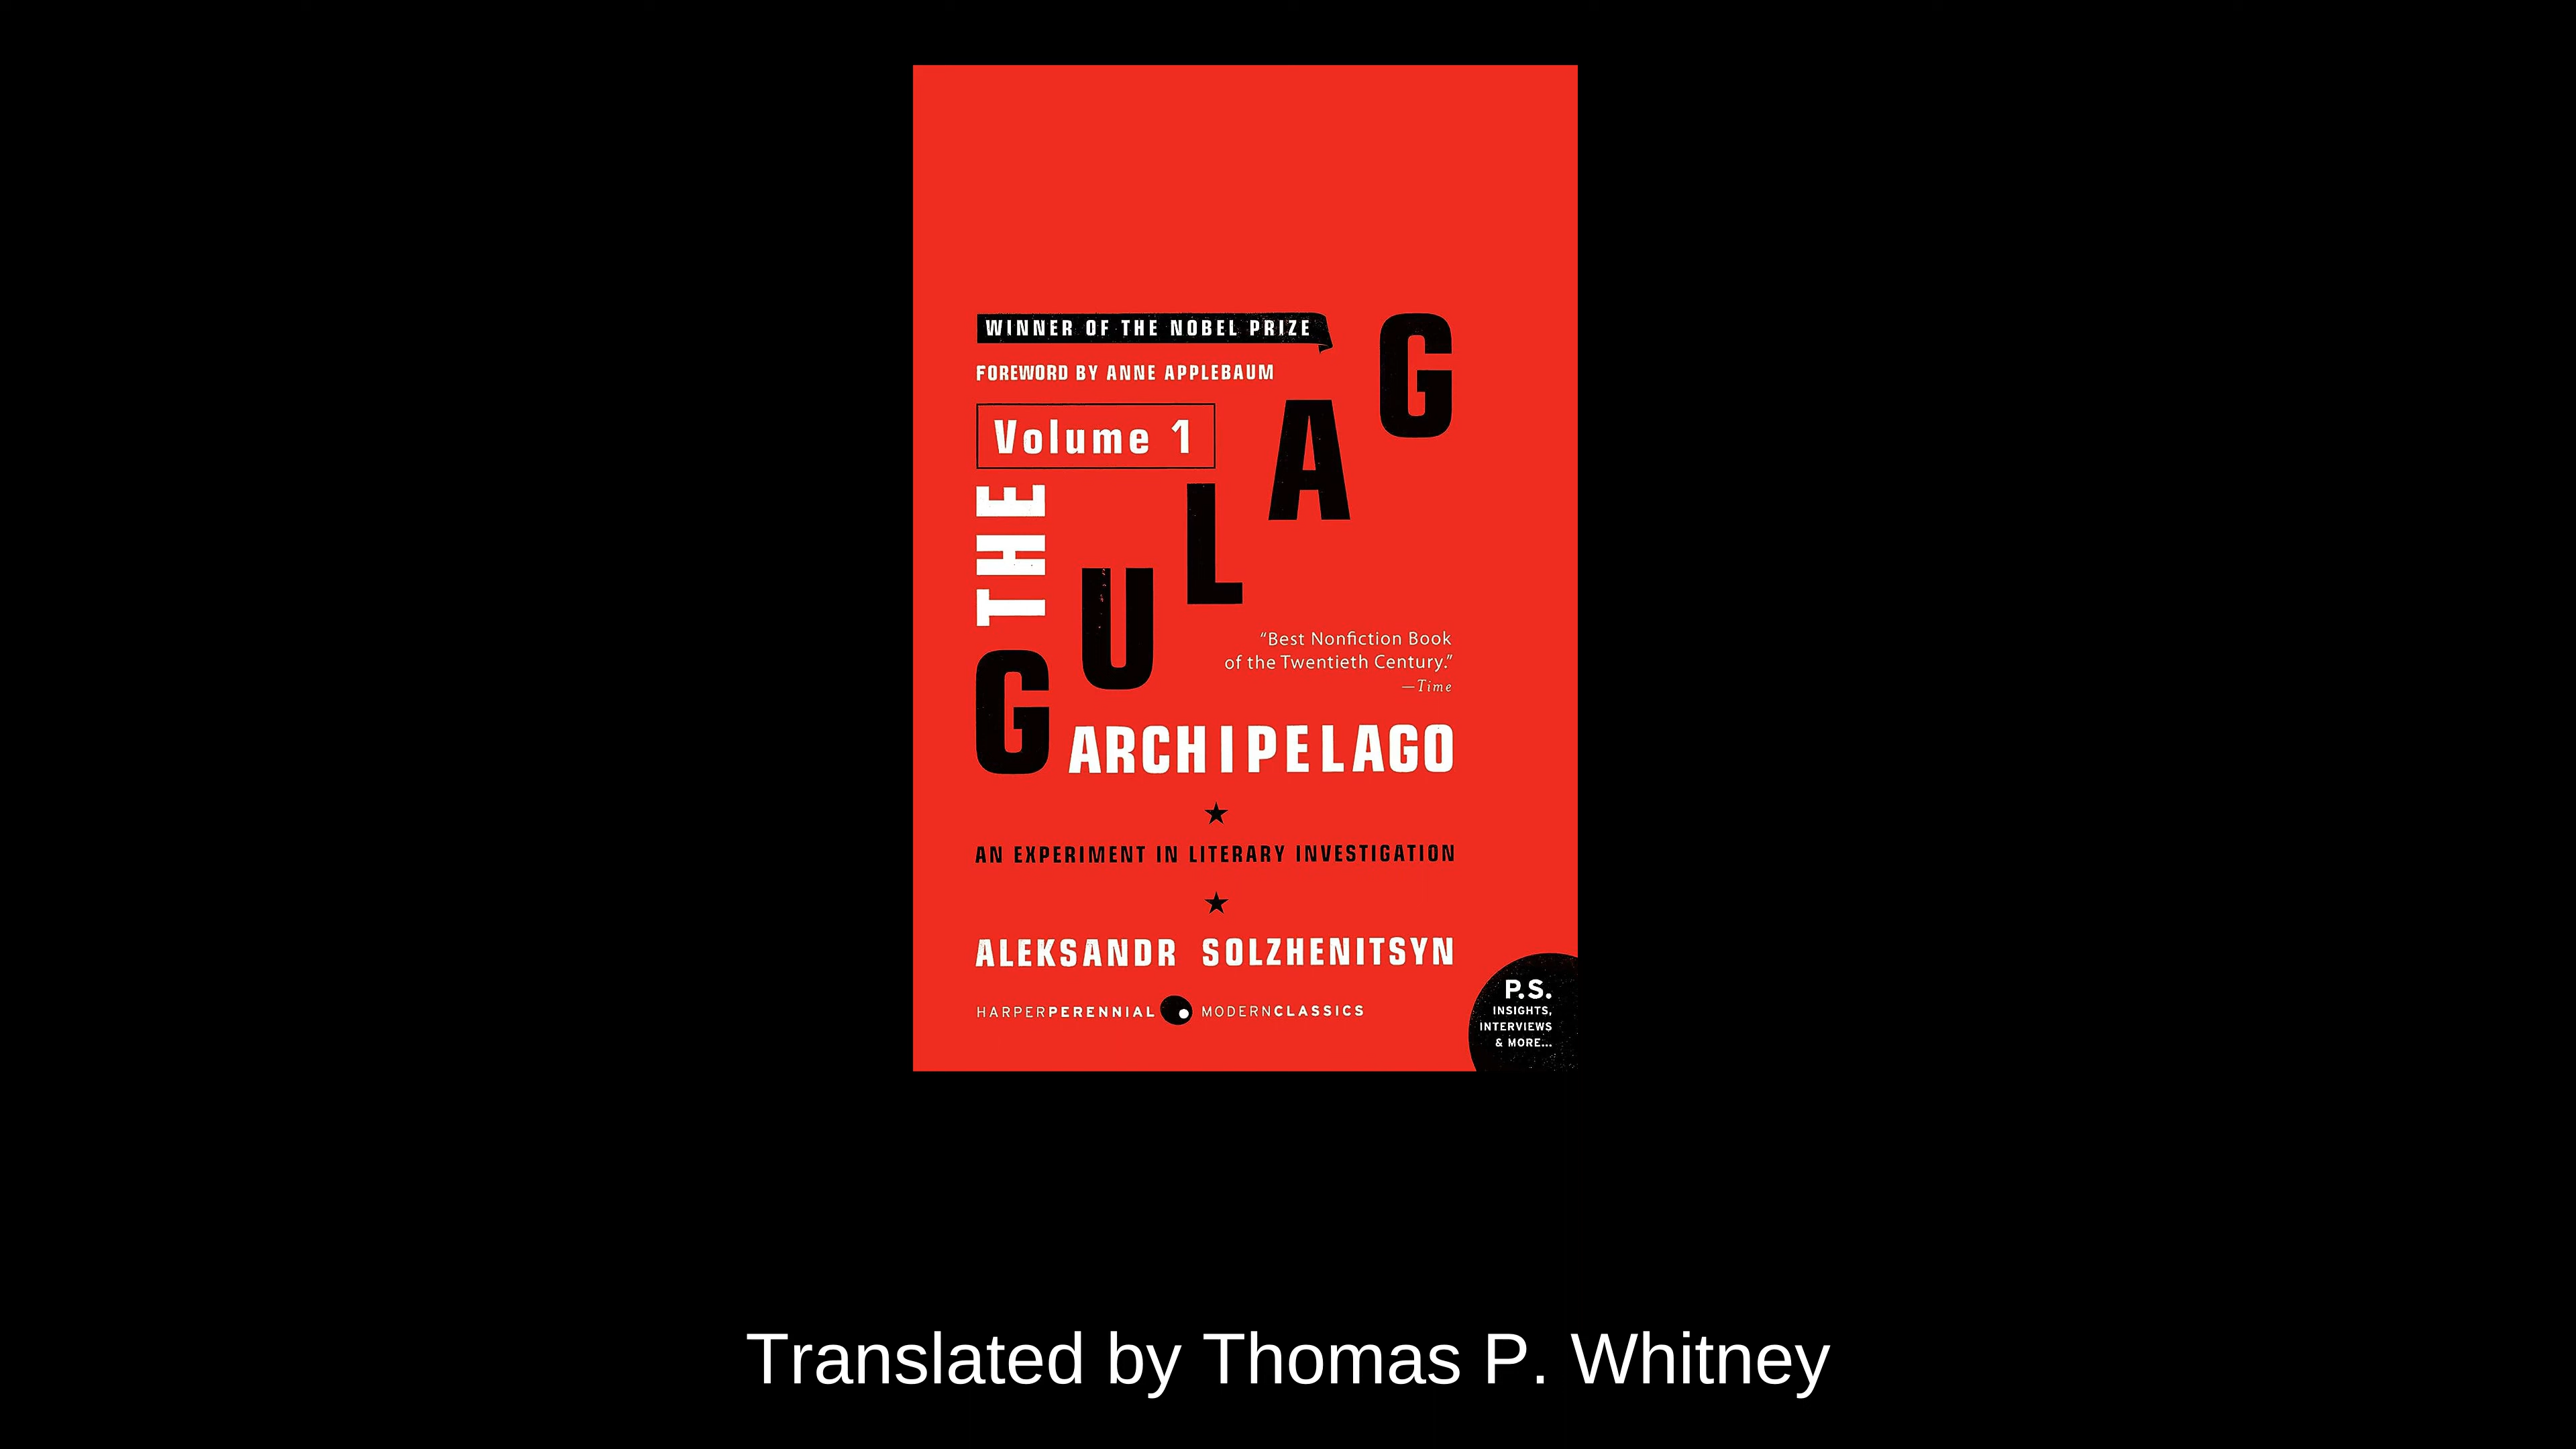 WINNER OF THE NOBEL PRIZE
FOREWORD BY ANNE APPLEBAUM
Volume 1
THE
GULAG
"Best Nonfiction Book
of the Twentieth Century."
—Time
ARCHIPELAGO
AN EXPERIMENT IN LITERARY INVESTIGATION
ALEKSANDR SOLZHENITSYN
HARPERPERENNIAL MODERNCLASSICS
P.S.
INSIGHTS,
INTERVIEWS
& MORE...
Translated by Thomas P. Whitney